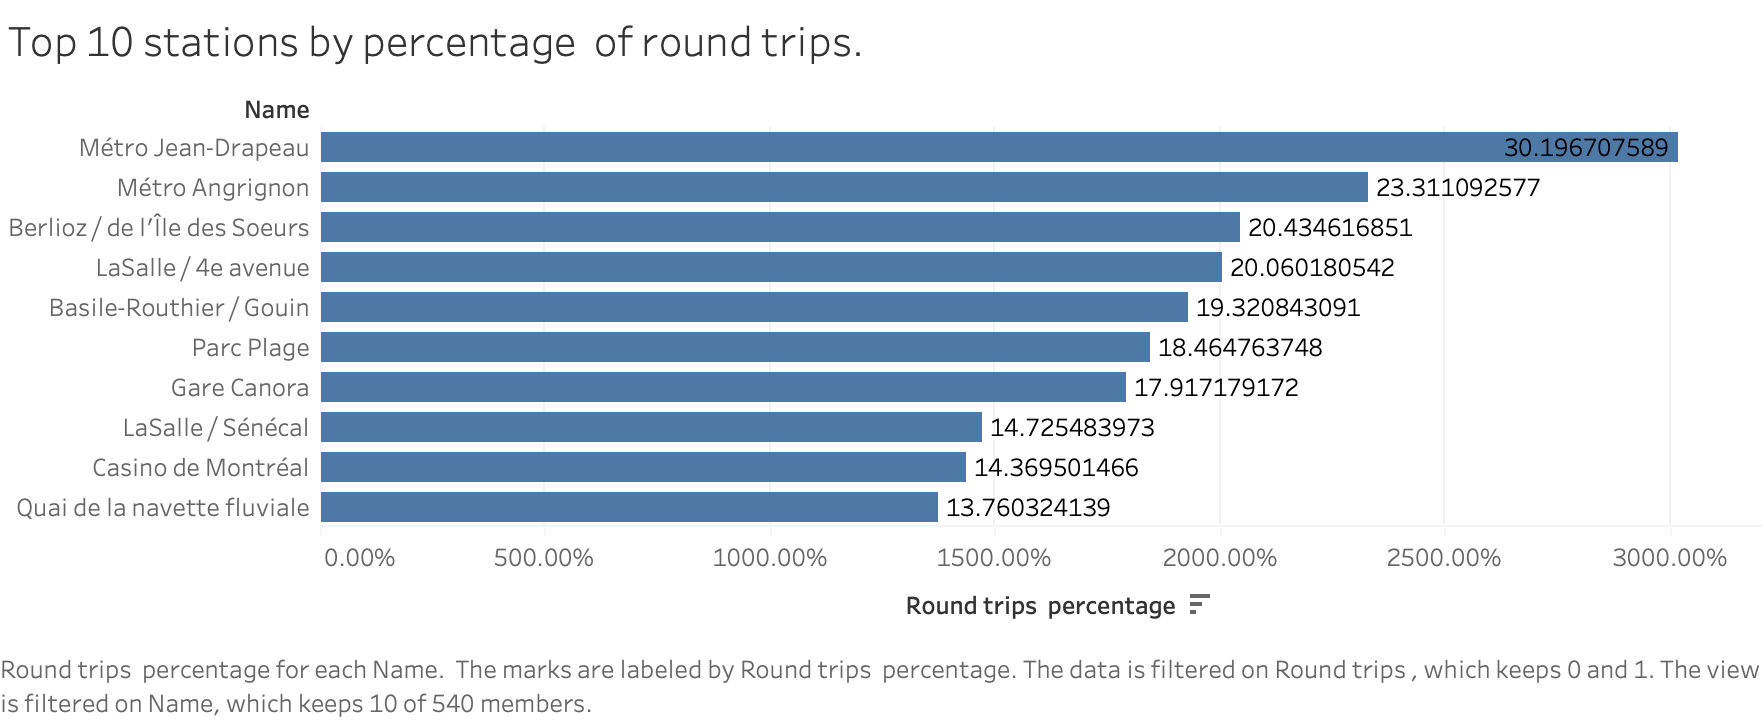 Top 10 stations by percentage  of round trips.
Name
Métro Jean-Drapeau 30.196707589
Métro Angrignon 23.311092577
Berlioz / de l’Île des Soeurs 20.434616851
LaSalle / 4e avenue 20.060180542
Basile-Routhier / Gouin 19.320843091
Parc Plage 18.464763748
Gare Canora 17.917179172
LaSalle / Sénécal 14.725483973
Casino de Montréal 14.369501466
Quai de la navette fluviale 13.760324139
0.00% 500.00% 1000.00% 1500.00% 2000.00% 2500.00% 3000.00%
Round trips  percentage
Round trips  percentage for each Name.  The marks are labeled by Round trips  percentage. The data is filtered on Round trips , which keeps 0 and 1. The view
is filtered on Name, which keeps 10 of 540 members.